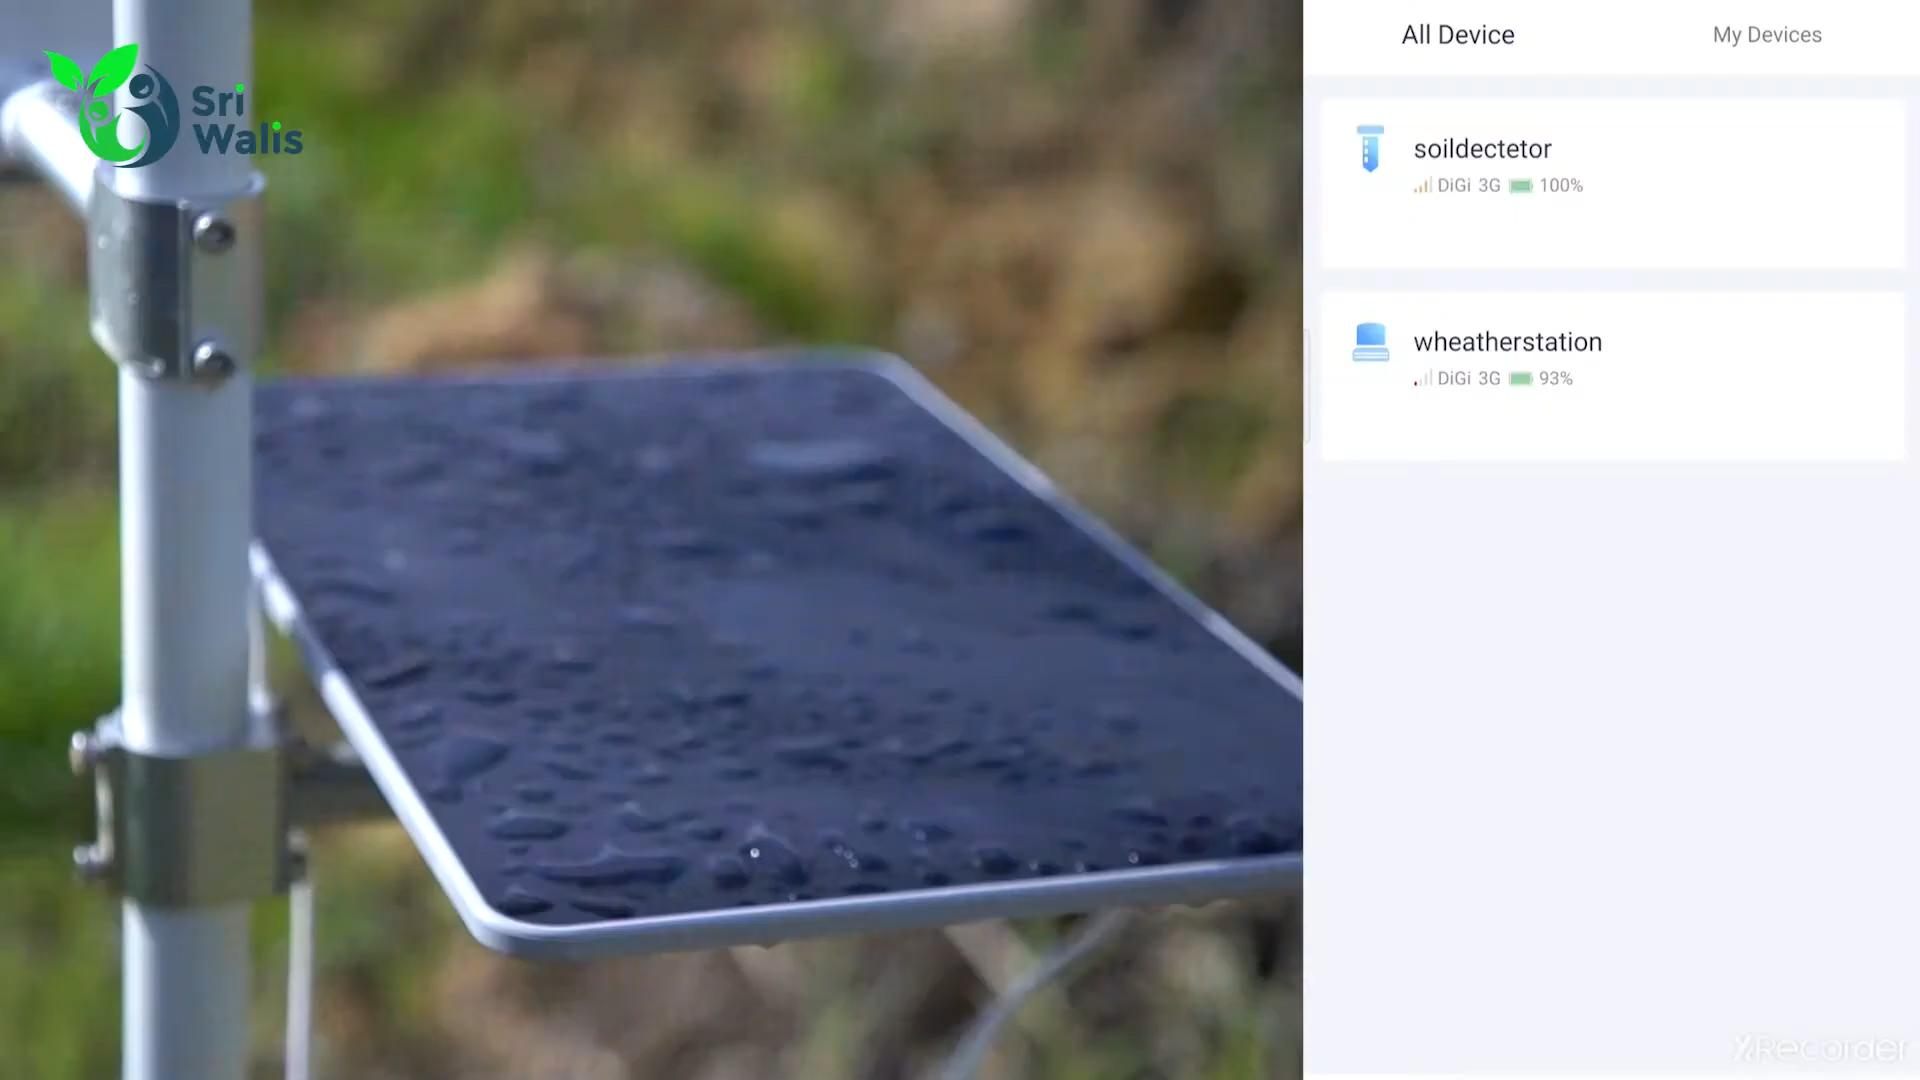 Sri
Walis
All Device
My Devices
soildectetor
DiGi 3G 100%
wheatherstation
DiGi 3G 93%
XRecorder